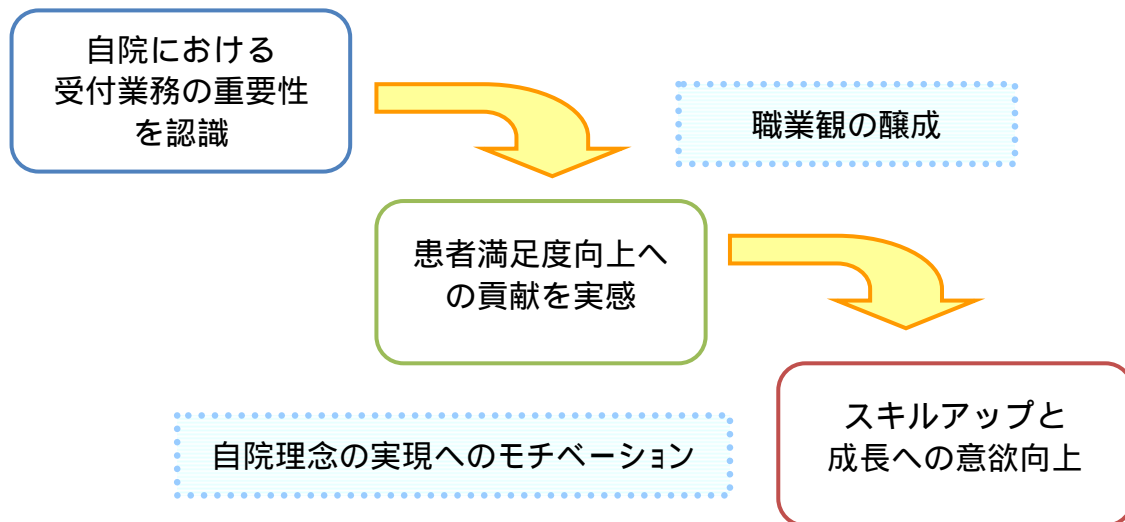 自院における
受付業務の重要性
を認識
職業観の醸成
患者満足度向上へ
の貢献を実感
スキルアップと
成長への意欲向上
自院理念の実現へのモチベーション